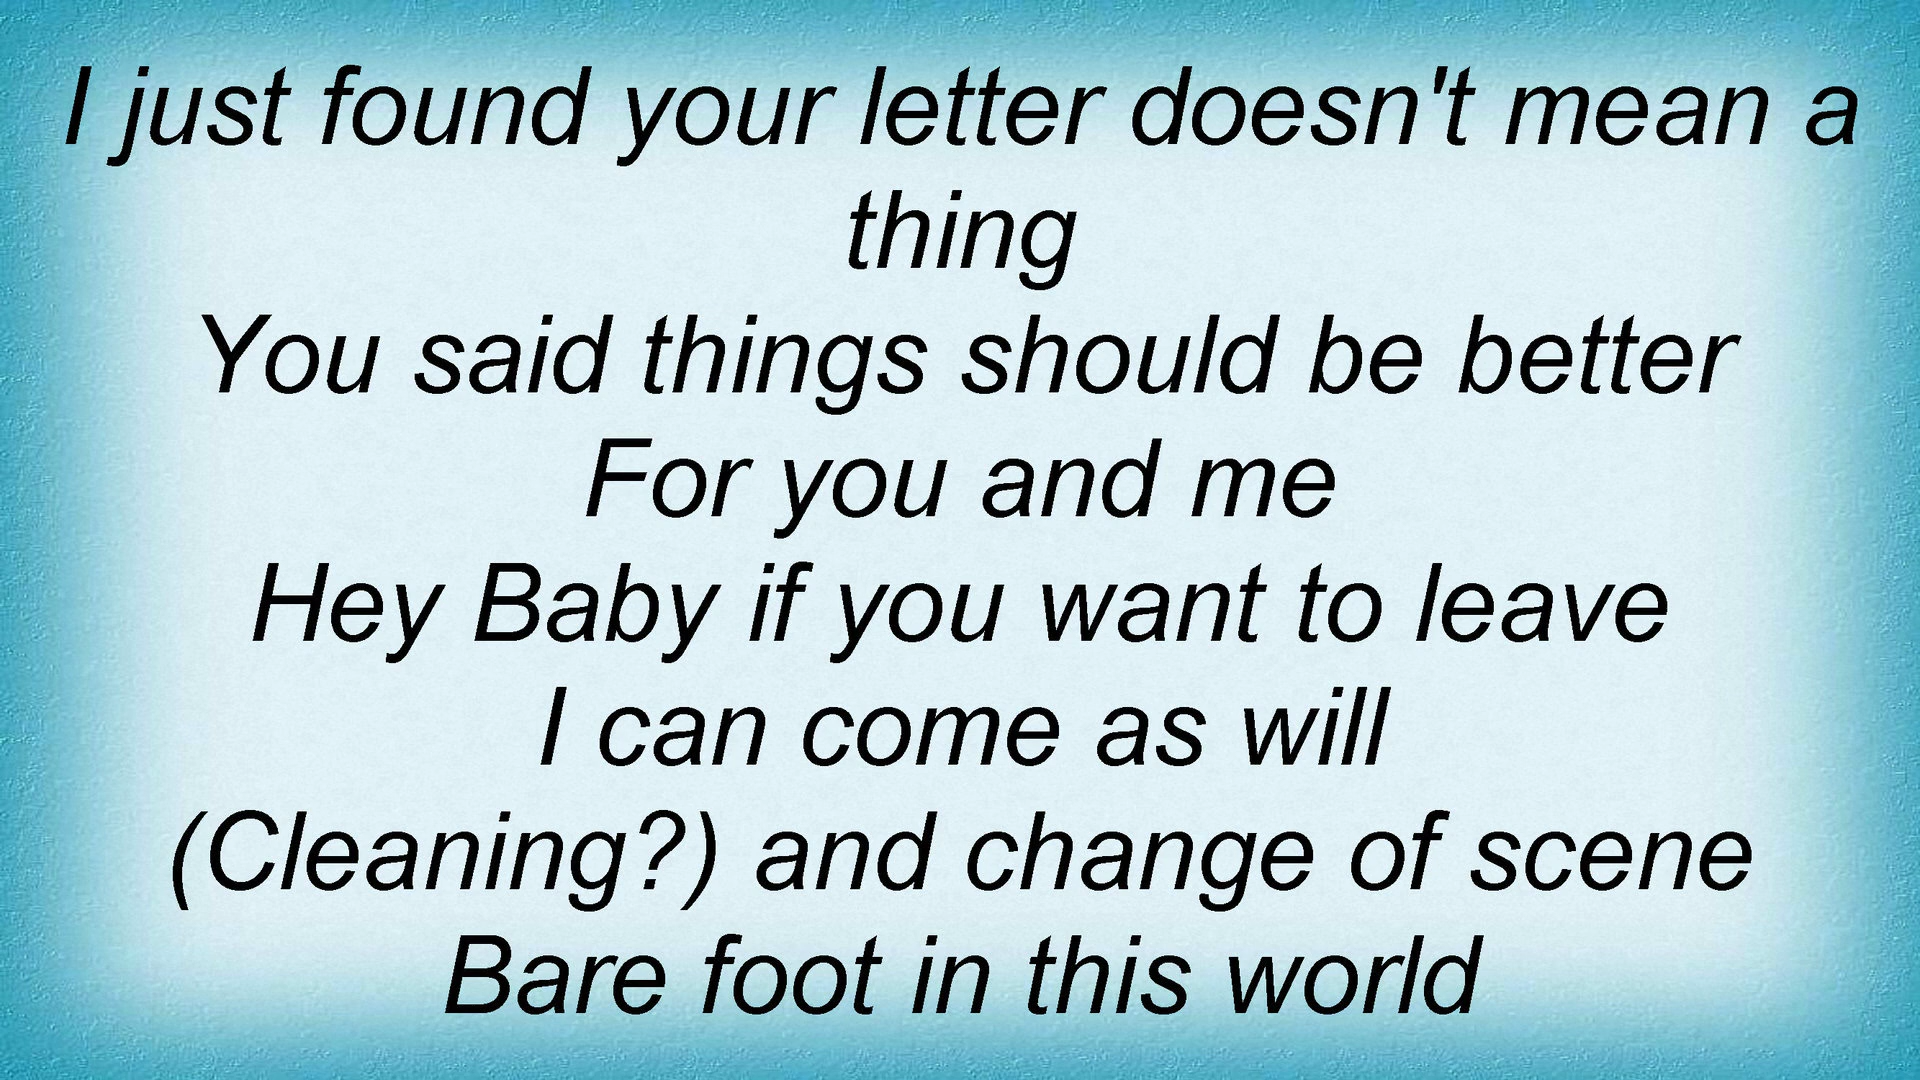 I just found your letter doesn't mean a
thing
You said things should be better
For you and me
Hey Baby if you want to leave
I can come as will
(Cleaning?) and change of scene
Bare foot in this world